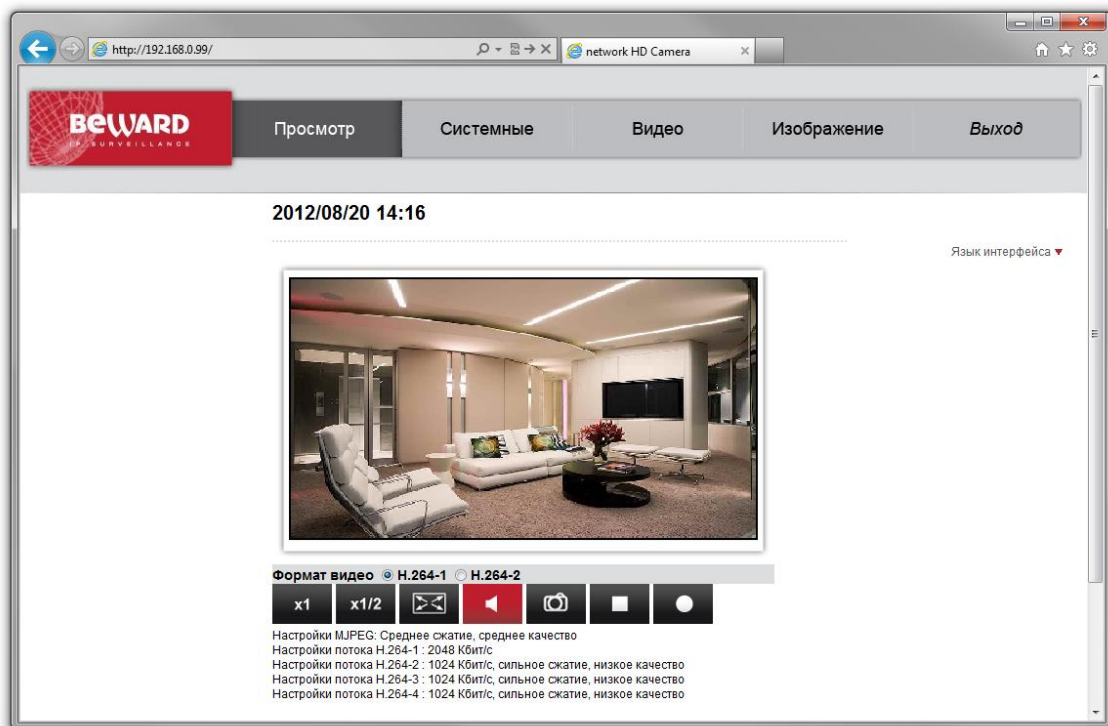 http://192.168.0.99/
network HD Camera
BEWARD
IP SURVEILLANCE
Просмотр Системные Видео Изображение Выход
2012/08/20 14:16
Язык интерфейса
Формат видео H.264-1 H.264-2
x1 x1/2
Настройки MJPEG: Среднее сжатие, среднее качество
Настройки потока H.264-1 : 2048 Кбит/с
Настройки потока H.264-2 : 1024 Кбит/с, сильное сжатие, низкое качество
Настройки потока H.264-3 : 1024 Кбит/с, сильное сжатие, низкое качество
Настройки потока H.264-4 : 1024 Кбит/с, сильное сжатие, низкое качество